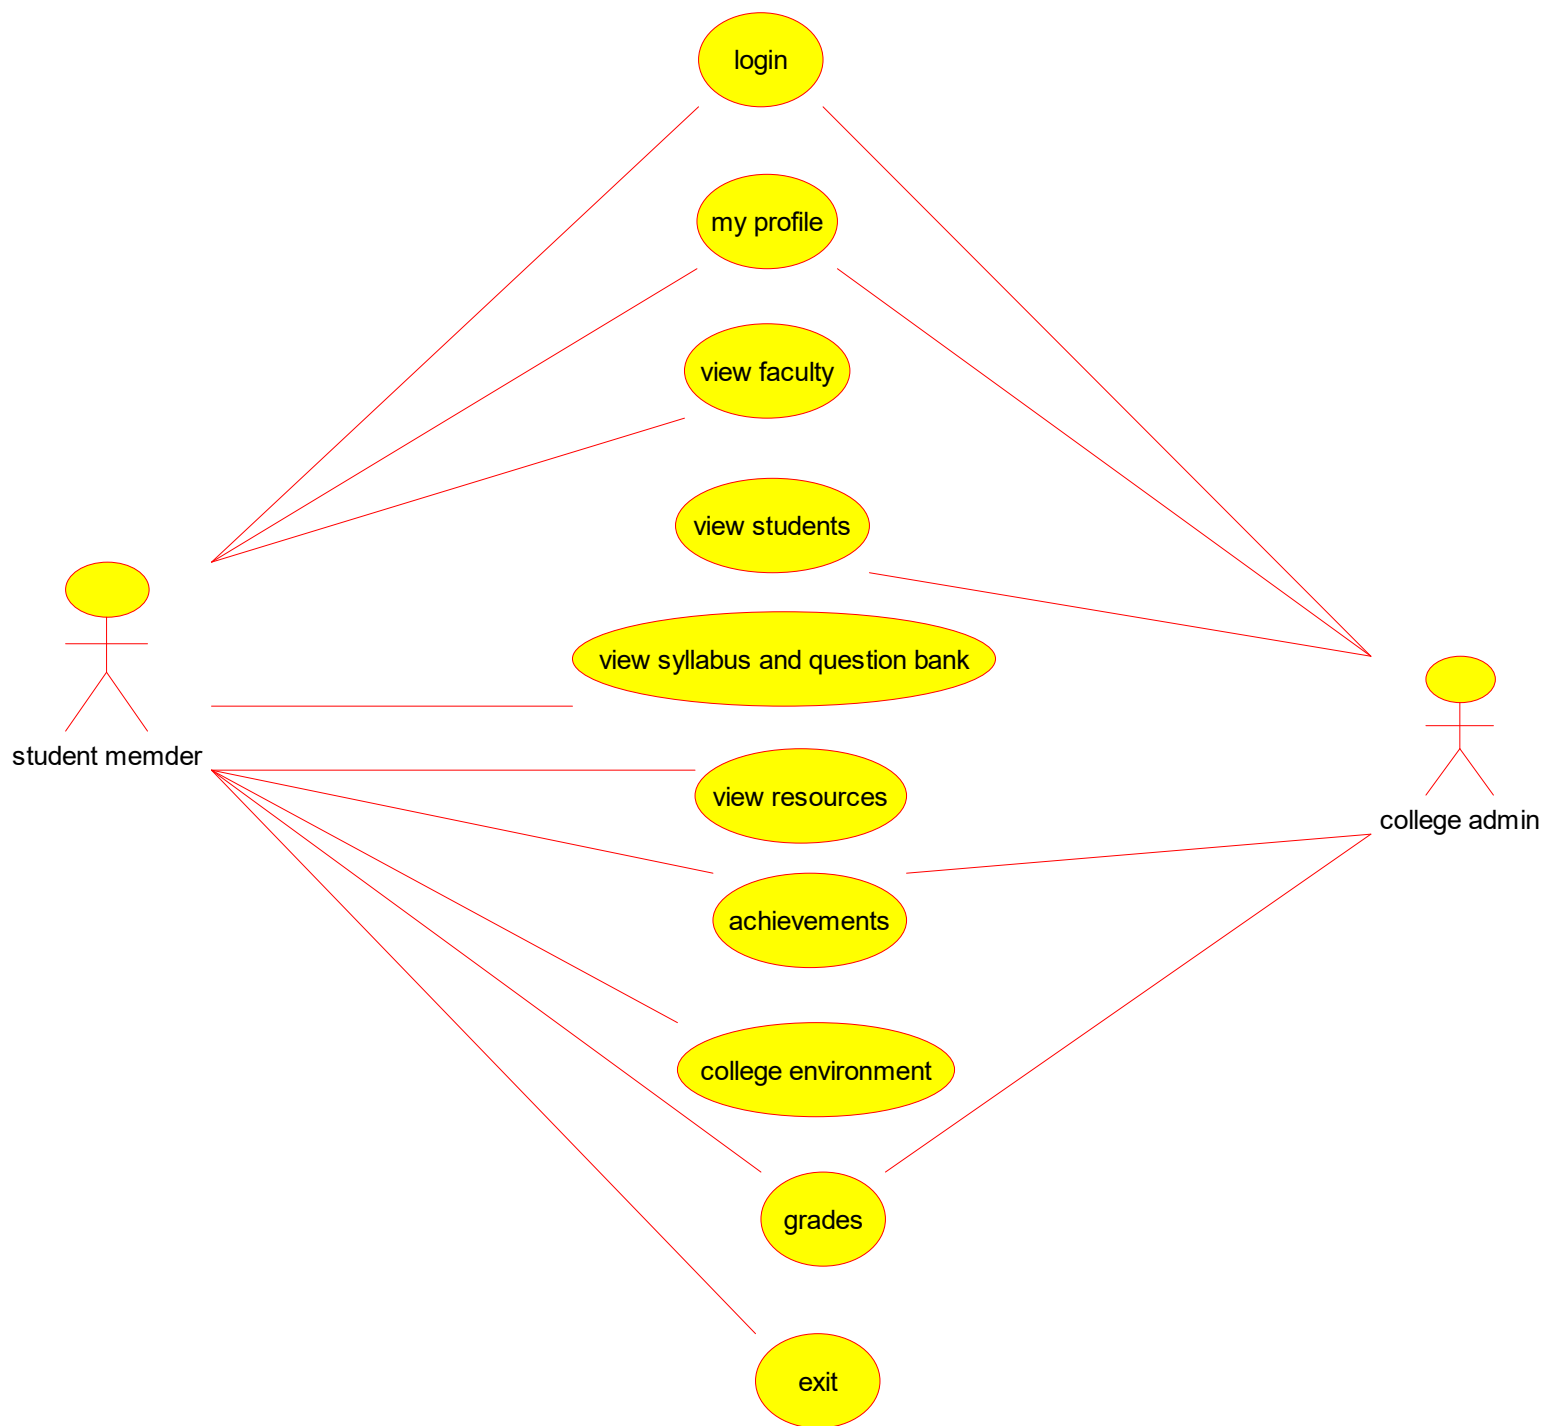 login
my profile
view faculty
view students
view syllabus and question bank
student memder
view resources
college admin
achievements
college environment
grades
exit